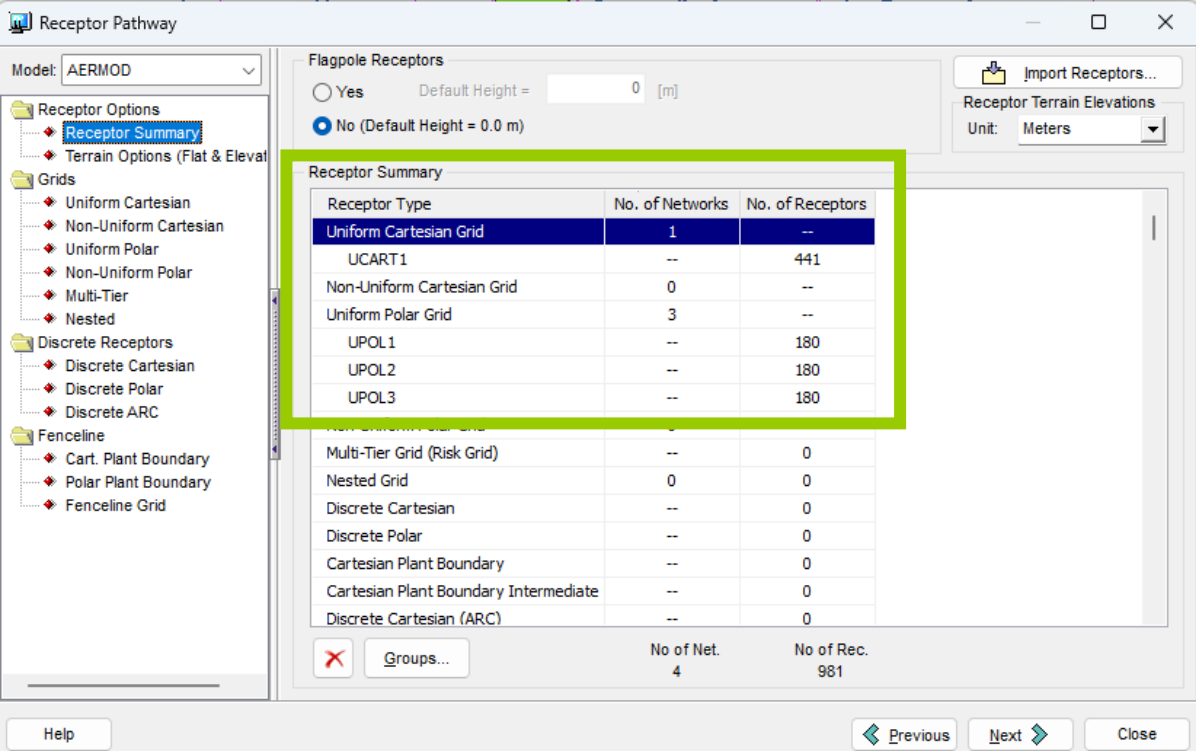 Receptor Pathway
Model: AERMOD
Receptor Options
Receptor Summary
Terrain Options (Flat & Elevat
Grids
Uniform Cartesian
Non-Uniform Cartesian
Uniform Polar
Non-Uniform Polar
Multi-Tier
Nested
Discrete Receptors
Discrete Cartesian
Discrete Polar
Discrete ARC
Fenceline
Cart. Plant Boundary
Polar Plant Boundary
Fenceline Grid
Flagpole Receptors
Yes Default Height = 0 [m]
No (Default Height = 0.0 m)
Import Receptors...
Receptor Terrain Elevations
Unit: Meters
Receptor Summary
Receptor Type No. of Networks No. of Receptors
Uniform Cartesian Grid 1 --
UCART1 -- 441
Non-Uniform Cartesian Grid 0 --
Uniform Polar Grid 3 --
UPOL1 -- 180
UPOL2 -- 180
UPOL3 -- 180
Multi-Tier Grid (Risk Grid) -- 0
Nested Grid 0 0
Discrete Cartesian -- 0
Discrete Polar -- 0
Cartesian Plant Boundary -- 0
Cartesian Plant Boundary Intermediate -- 0
Discrete Cartesian (ARC) -- 0
Groups...
No of Net. No of Rec.
4 981
Help
Previous
Next
Close